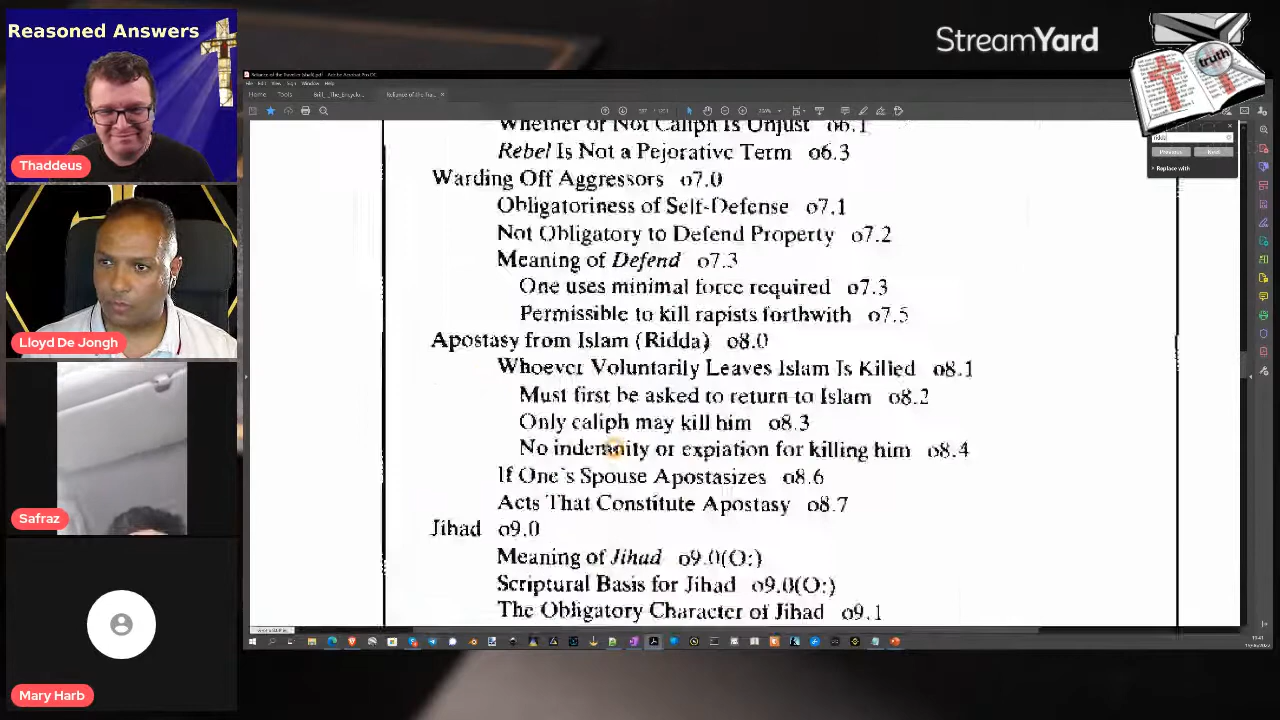 Reasoned Answers
Thaddeus
Lloyd De Jongh
Safraz
Mary Harb
StreamYard
truth
Home Tools
Previous Next
Replace with
Whether or Not Caliph Is Unjust o6.1
Rebel Is Not a Pejorative Term o6.3
Warding Off Aggressors o7.0
Obligatoriness of Self-Defense o7.1
Not Obligatory to Defend Property o7.2
Meaning of Defend o7.3
One uses minimal force required o7.3
Permissible to kill rapists forthwith o7.5
Apostasy from Islam (Ridda) o8.0
Whoever Voluntarily Leaves Islam Is Killed o8.1
Must first be asked to return to Islam o8.2
Only caliph may kill him o8.3
No indemnity or expiation for killing him o8.4
If One's Spouse Apostasizes o8.6
Acts That Constitute Apostasy o8.7
Jihad o9.0
Meaning of Jihad o9.0(O:)
Scriptural Basis for Jihad o9.0(O:)
The Obligatory Character of Jihad o9.1